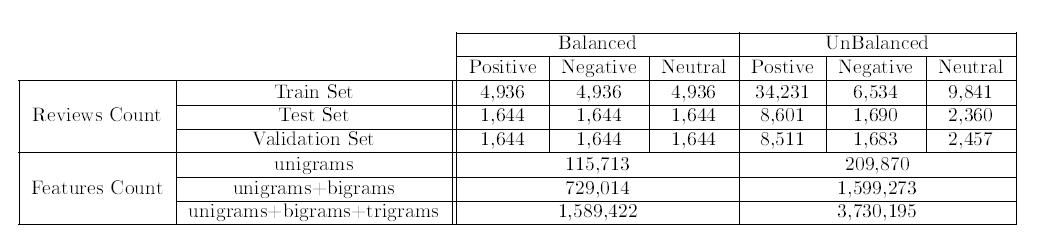 Balanced UnBalanced
Positive Negative Neutral Postive Negative Neutral
Train Set 4,936 4,936 4,936 34,231 6,534 9,841
Reviews Count Test Set 1,644 1,644 1,644 8,601 1,690 2,360
Validation Set 1,644 1,644 1,644 8,511 1,683 2,457
unigrams 115,713 209,870
Features Count unigrams+bigrams 729,014 1,599,273
unigrams+bigrams+trigrams 1,589,422 3,730,195